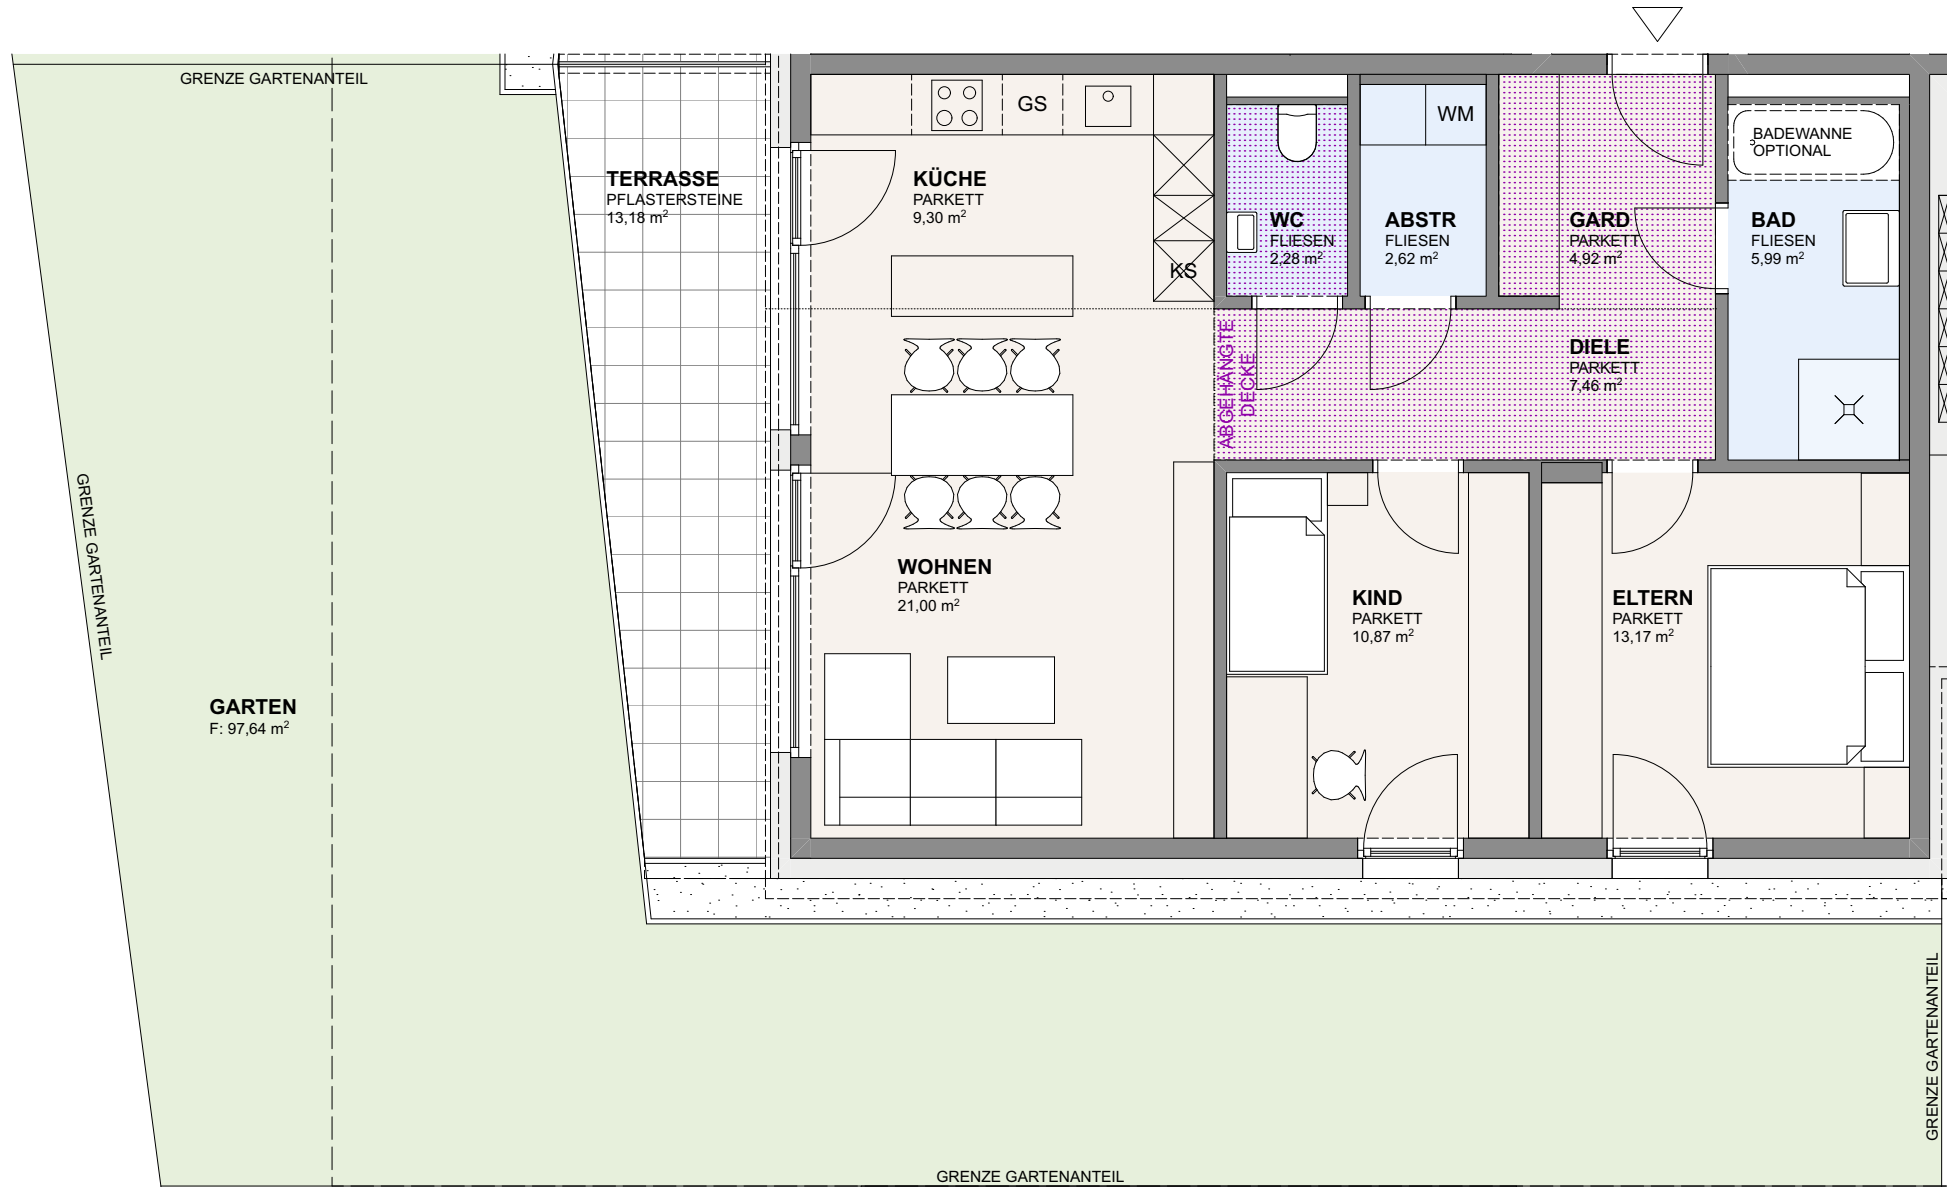 GRENZE GARTENANTEIL
TERRASSE
PFLASTERSTEINE
13,18 m²
KÜCHE
PARKETT
9,30 m²
GS
KS
WC
FLIESEN
2,28 m²
WM
ABSTR
FLIESEN
2,62 m²
GARD
PARKETT
4,92 m²
BADEWANNE
OPTIONAL
BAD
FLIESEN
5,99 m²
ABGEHÄNGTE
DECKE
DIELE
PARKETT
7,46 m²
GRENZE GARTENANTEIL
WOHNEN
PARKETT
21,00 m²
KIND
PARKETT
10,87 m²
ELTERN
PARKETT
13,17 m²
GARTEN
F: 97,64 m²
GRENZE GARTENANTEIL
GRENZE GARTENANTEIL